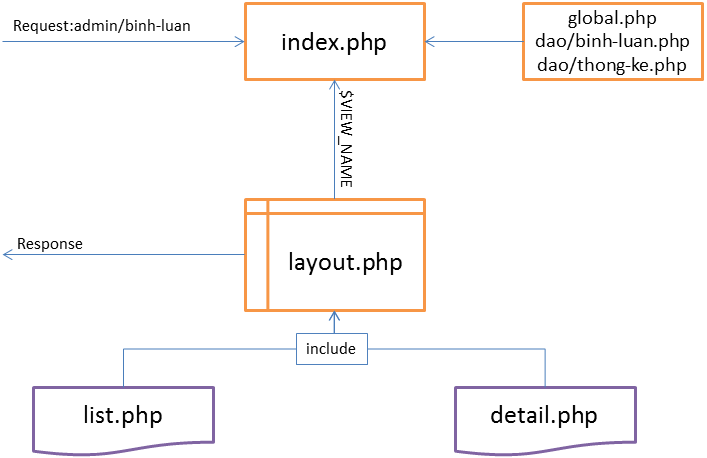 Request:admin/binh-luan
index.php
global.php
dao/binh-luan.php
dao/thong-ke.php
$VIEW_NAME
Response
layout.php
include
list.php
detail.php